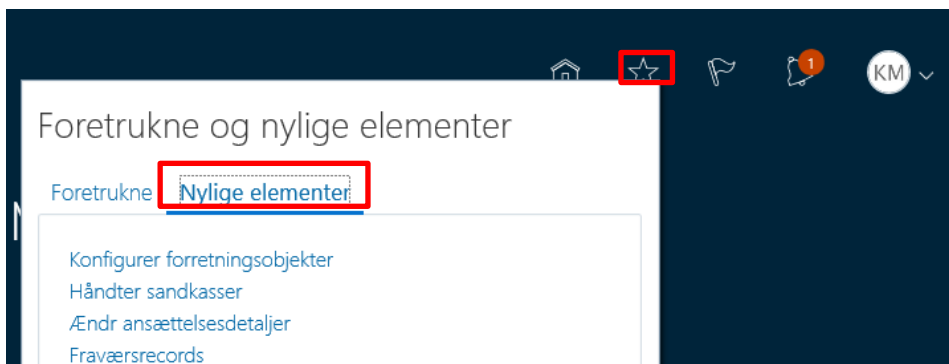 1
KM
Foretrukne og nylige elementer
Foretrukne Nylige elementer
Konfigurer forretningsobjekter
Håndter sandkasser
Ændr ansættelsesdetaljer
Fraværsrecords